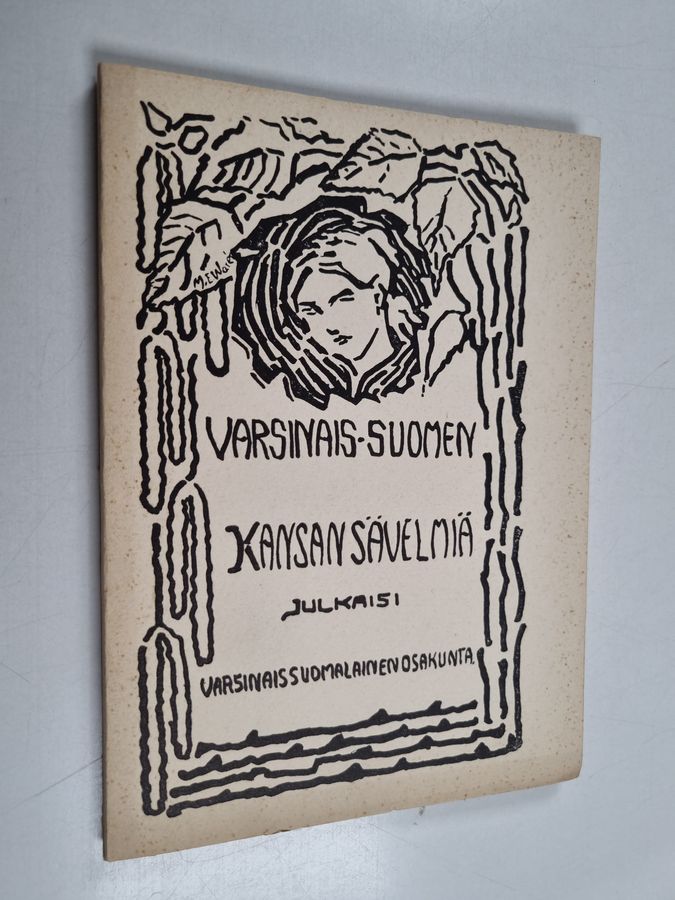 VARSINAIS-SUOMEN
KANSAN SÄVELMIÄ
JULKAISI
VARSINAISSUOMALAINEN OSAKUNTA.